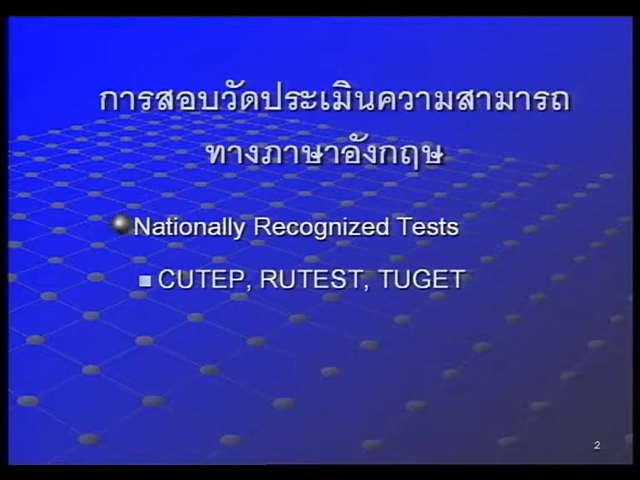 การสอบวัดประเมินความสามารถ
ทางภาษาอังกฤษ
Nationally Recognized Tests
CUTEP, RUTEST, TUGET
2